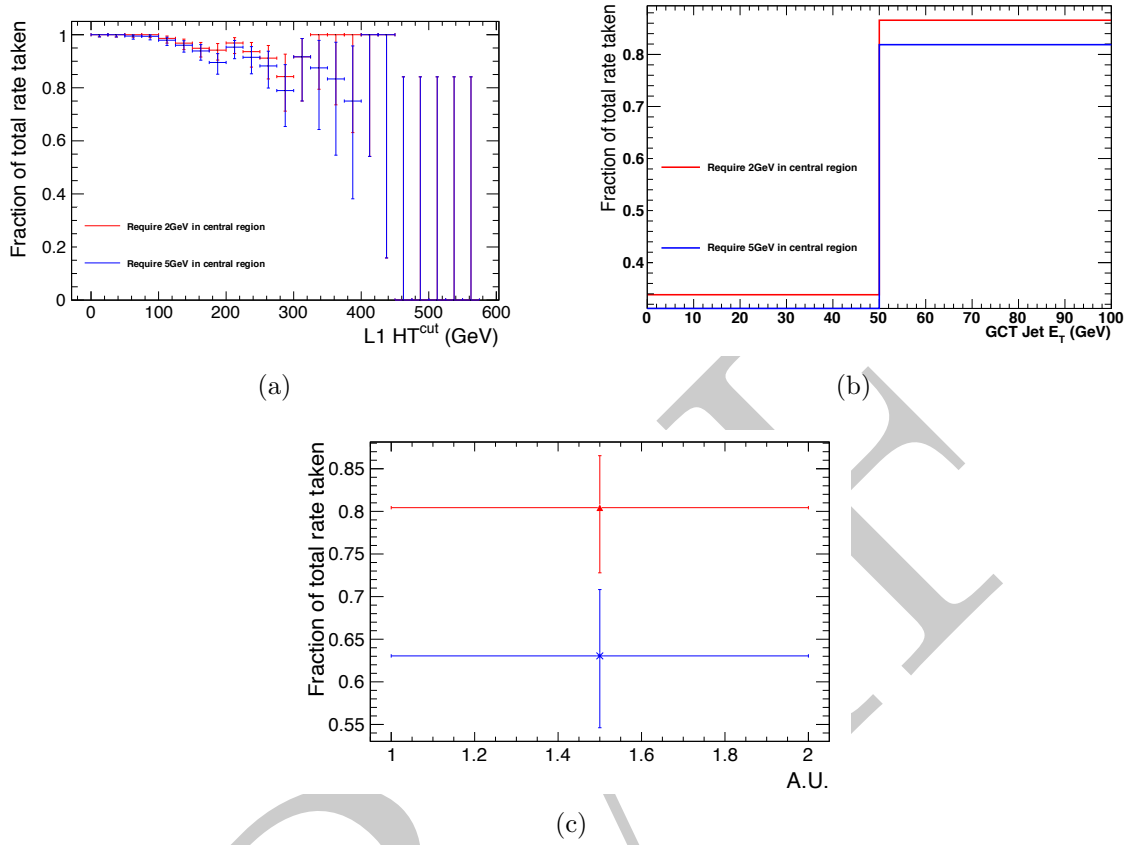 Fraction of total rate taken
1
0.8
0.6
0.4
0.2
0
Require 2GeV in central region
Require 5GeV in central region
0 100 200 300 400 500 600
L1 HT^cut (GeV)
(a)
Fraction of total rate taken
0.8
0.7
0.6
0.5
0.4
Require 2GeV in central region
Require 5GeV in central region
0 10 20 30 40 50 60 70 80 90 100
GCT Jet E_T (GeV)
(b)
Fraction of total rate taken
0.85
0.8
0.75
0.7
0.65
0.6
0.55
1 1.2 1.4 1.6 1.8 2
A.U.
(c)